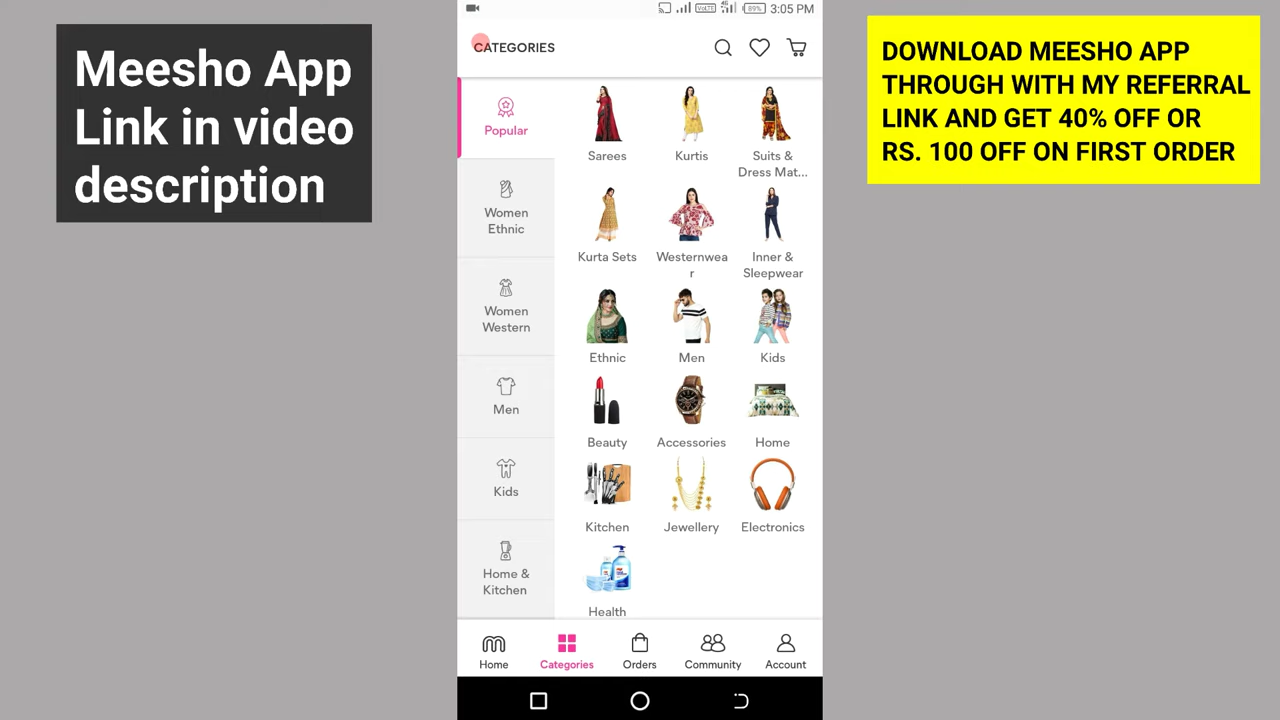 Meesho App
Link in video
description
VoLTE 4G 89% 3:05 PM
CATEGORIES
DOWNLOAD MEESHO APP
THROUGH WITH MY REFERRAL
LINK AND GET 40% OFF OR
RS. 100 OFF ON FIRST ORDER
Popular
Women
Ethnic
Women
Western
Men
Kids
Home &
Kitchen
Sarees
Kurtis
Suits &
Dress Mat...
Kurta Sets
Westernwea
r
Inner &
Sleepwear
Ethnic
Men
Kids
Beauty
Accessories
Home
Kitchen
Jewellery
Electronics
Health
Home
Categories
Orders
Community
Account